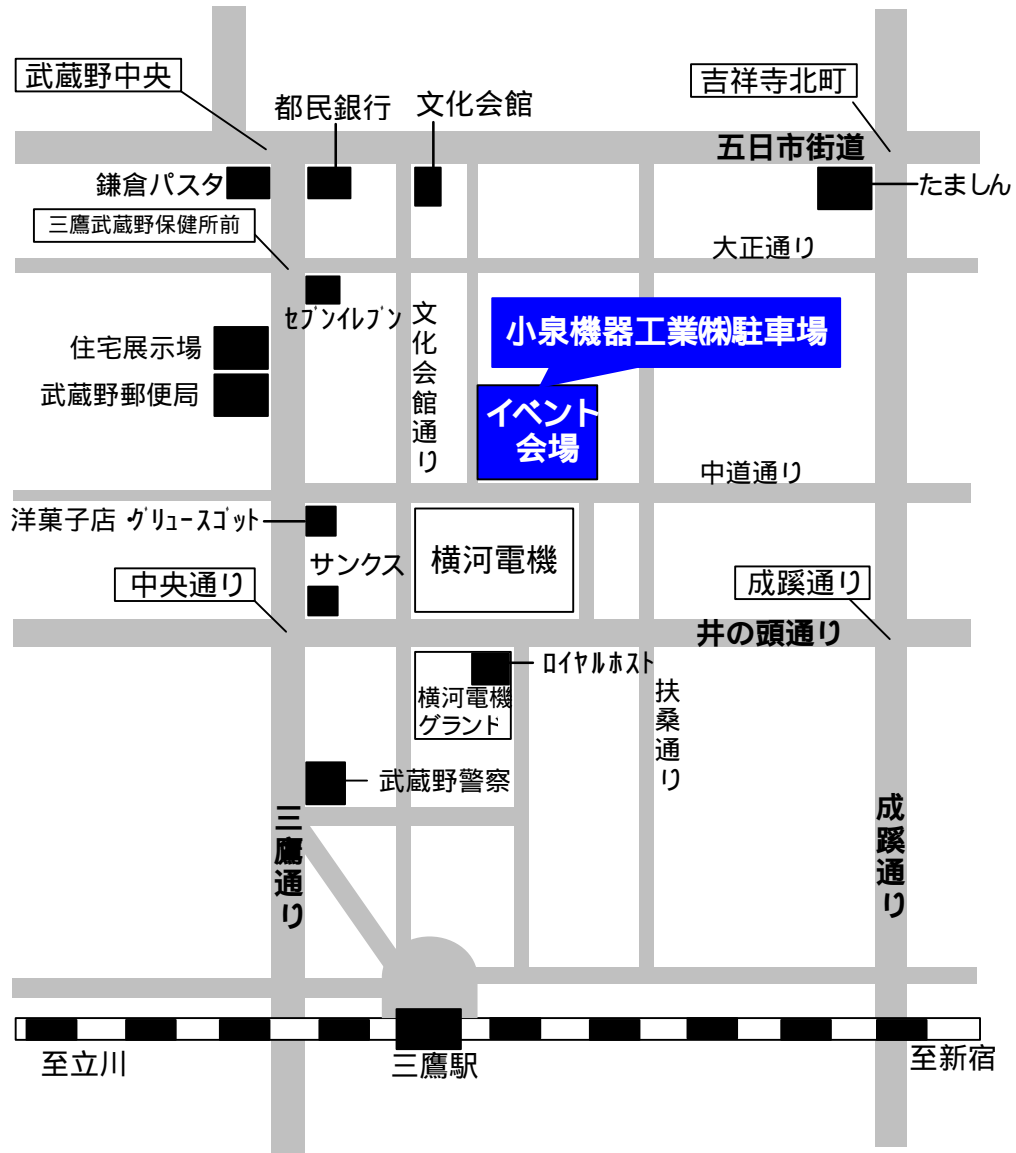 武蔵野中央
吉祥寺北町
都民銀行
文化会館
五日市街道
鎌倉パスタ
たましん
三鷹武蔵野保健所前
大正通り
セブンイレブン
文化会館通り
小泉機器工業㈱駐車場
住宅展示場
武蔵野郵便局
イベント
会場
中道通り
洋菓子店 グリュースゴット
サンクス
横河電機
中央通り
成蹊通り
井の頭通り
ロイヤルホスト
横河電機
グランド
扶桑通り
武蔵野警察
三鷹通り
成蹊通り
至立川
三鷹駅
至新宿